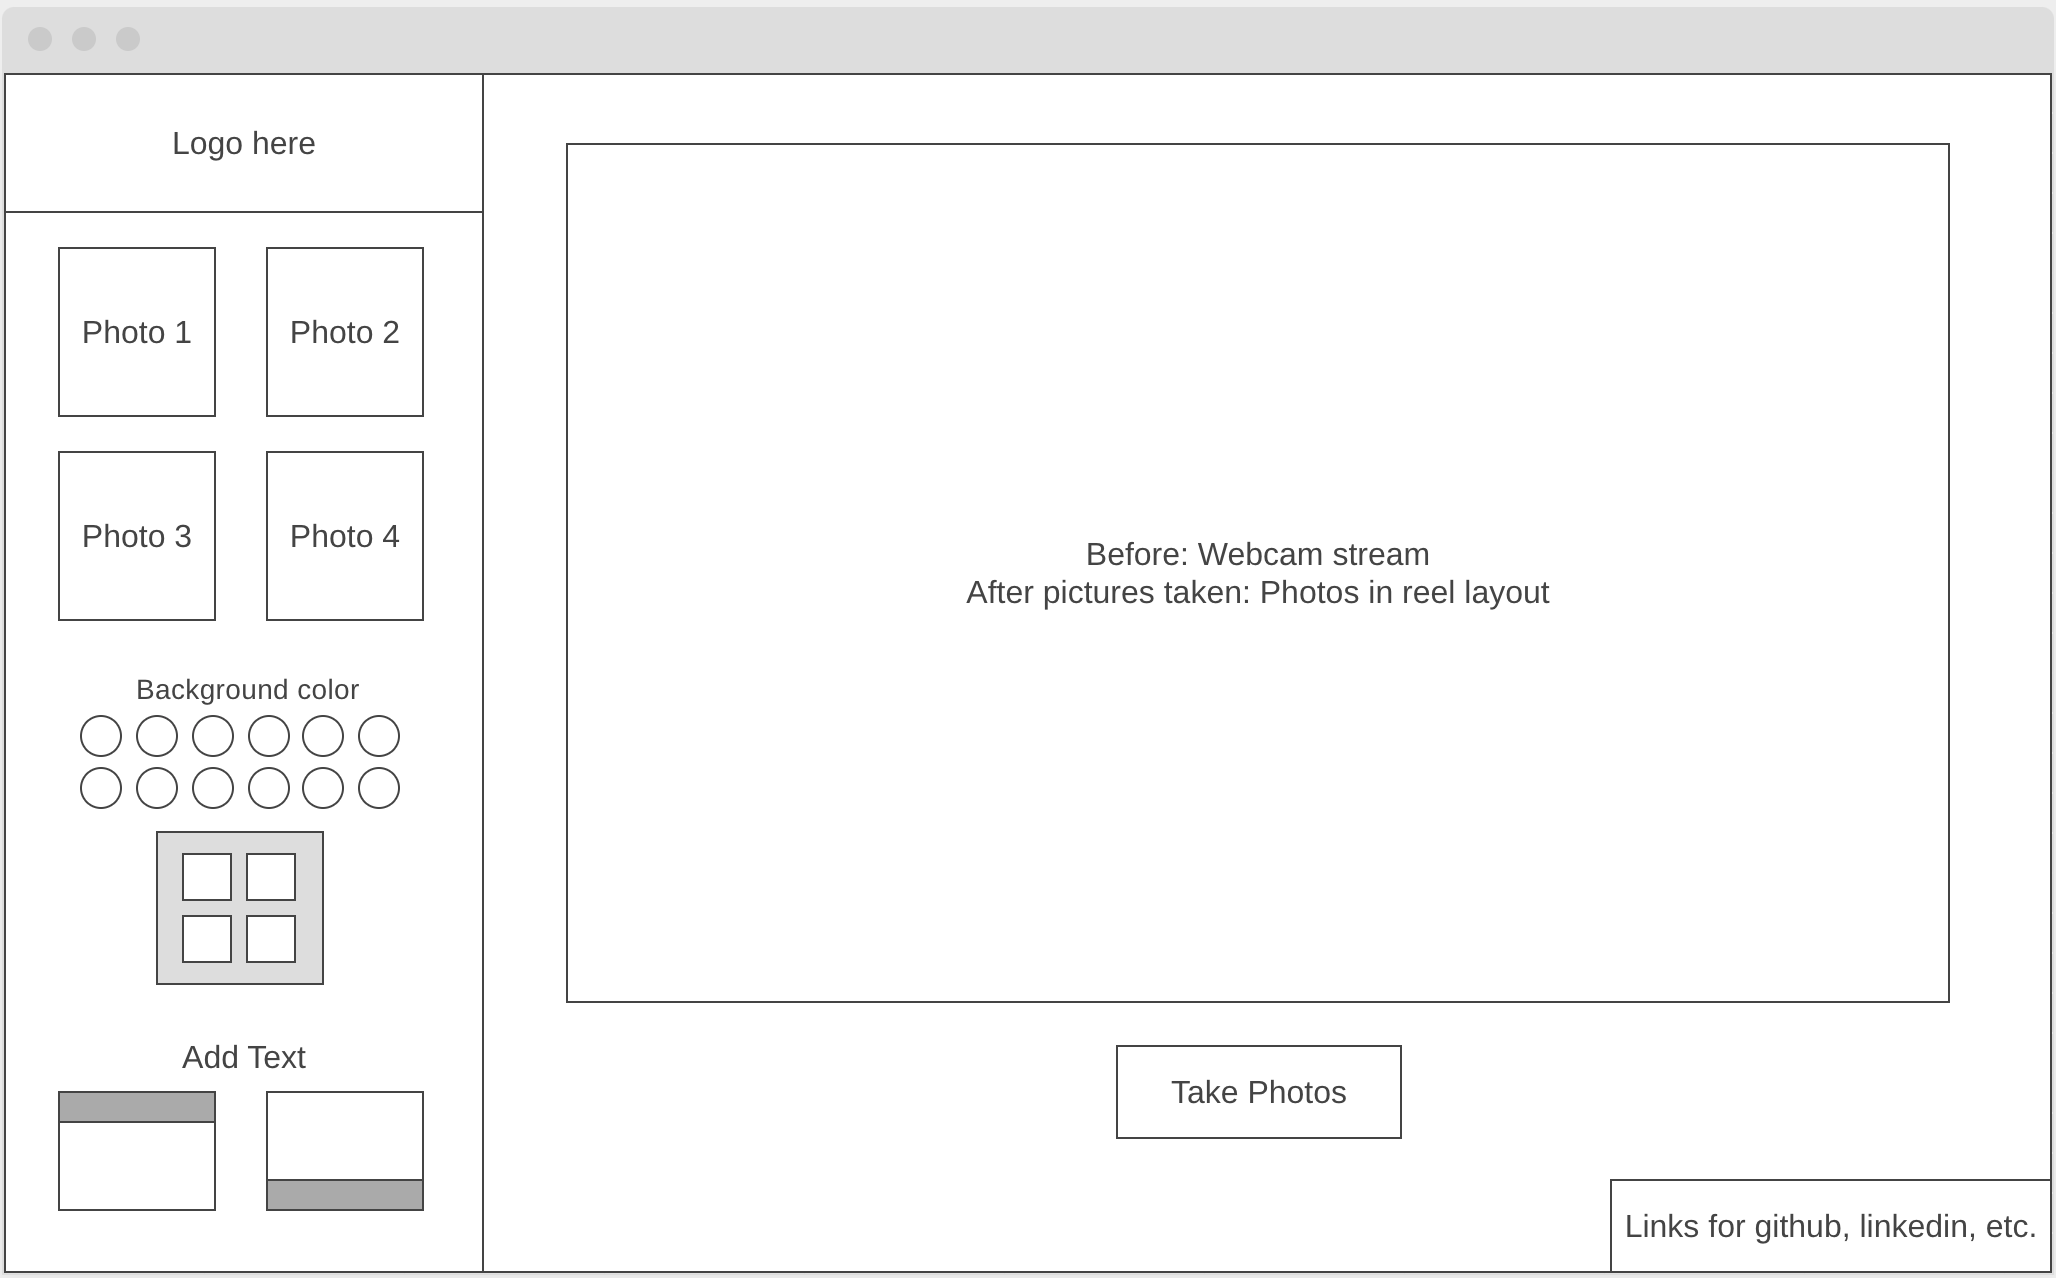 Logo here
Photo 1
Photo 2
Photo 3
Photo 4
Background color
Add Text
Before: Webcam stream
After pictures taken: Photos in reel layout
Take Photos
Links for github, linkedin, etc.